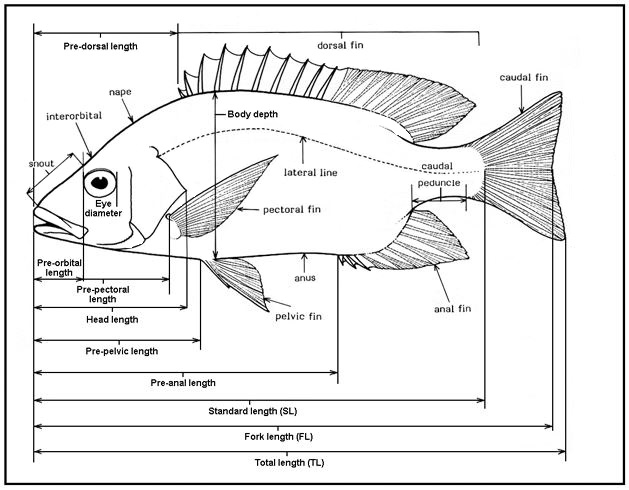 dorsal fin
Pre-dorsal length
caudal fin
nape
interorbital
Body depth
snout
lateral line
caudal
peduncle
Eye
diameter
pectoral fin
Pre-orbital
length
anus
Pre-pectoral
length
anal fin
pelvic fin
Head length
Pre-pelvic length
Pre-anal length
Standard length (SL)
Fork length (FL)
Total length (TL)